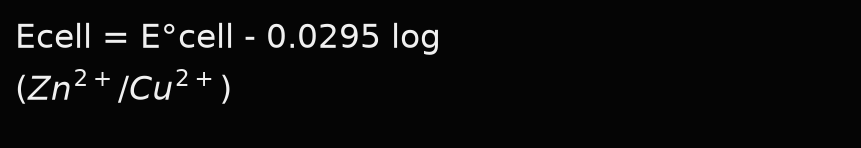 Ecell = E°cell - 0.0295 log
(Zn²⁺/Cu²⁺)